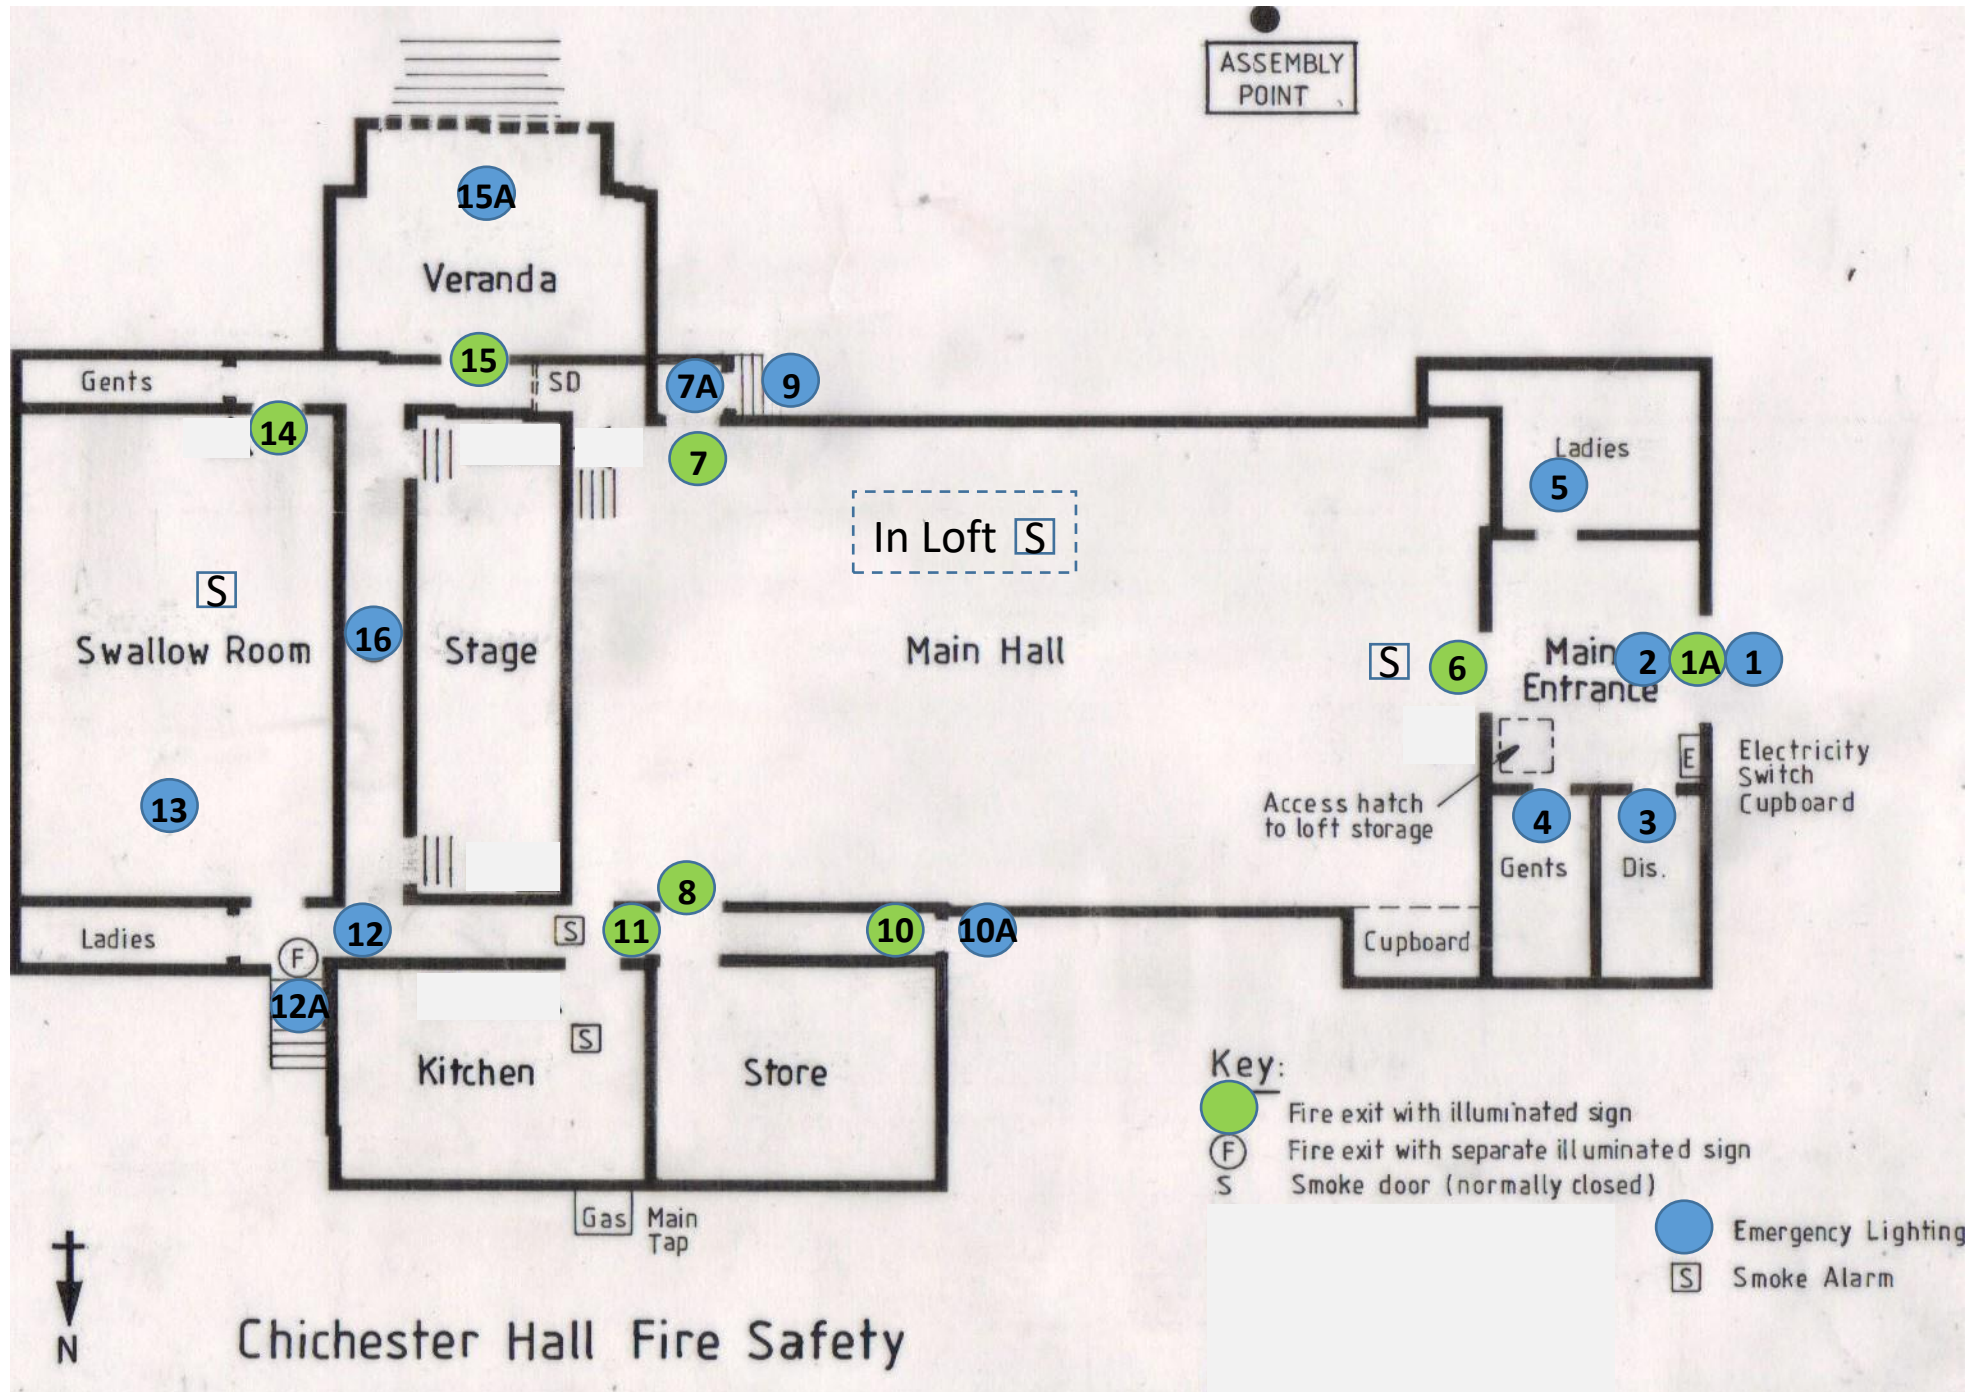 ASSEMBLY
POINT
15A
Veranda
15
Gents
SD
7A
9
14
7
Ladies
5
In Loft S
S
16
Swallow Room
Stage
Main Hall
S
6
Main
Entrance
2
1A
1
E
Electricity
Switch
Cupboard
13
Access hatch
to loft storage
4
3
Gents
Dis.
8
Ladies
12
S
11
10
10A
Cupboard
F
12A
S
Kitchen
Store
Key:
Fire exit with illuminated sign
F Fire exit with separate illuminated sign
S Smoke door (normally closed)
Emergency Lighting
S Smoke Alarm
Gas
Main
Tap
N
Chichester Hall Fire Safety